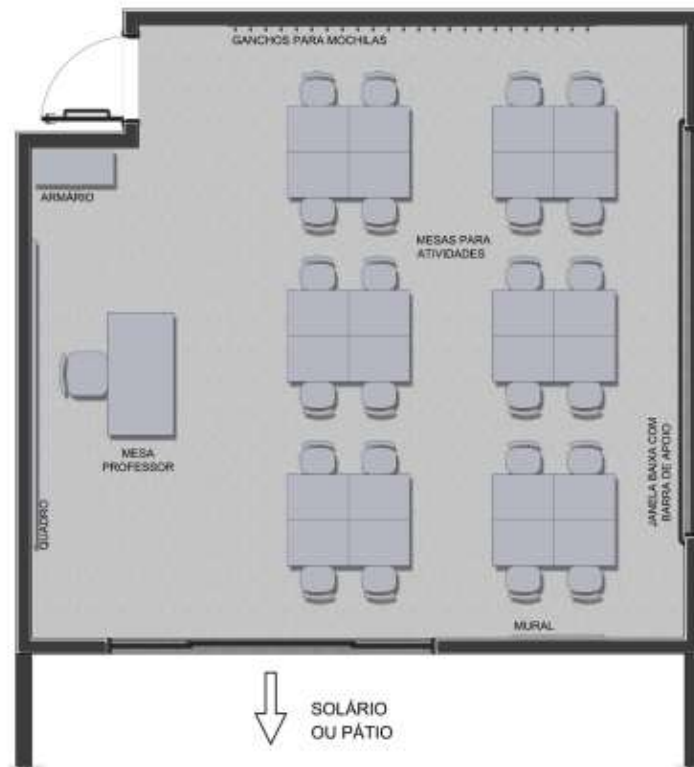 GANCHOS PARA MOCHILAS
ARMÁRIO
MESAS PARA
ATIVIDADES
MESA
PROFESSOR
QUADRO
JANELA BAIXA COM
BARRA DE APOIO
MURAL
SOLÁRIO
OU PÁTIO